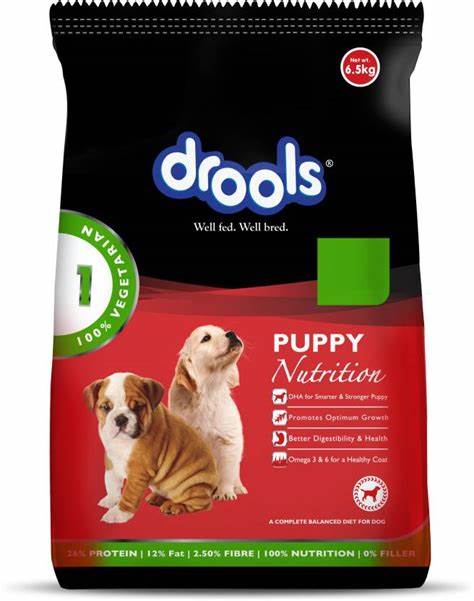 Net wt.
6.5kg
drools®
Well fed. Well bred.
1
100% VEGETARIAN
PUPPY
Nutrition
DHA for Smarter & Stronger Puppy
Promotes Optimum Growth
Better Digestibility & Health
Omega 3 & 6 for a Healthy Coat
A COMPLETE BALANCED DIET FOR DOG
26% PROTEIN | 12% Fat | 2.50% FIBRE | 100% NUTRITION | 0% FILLER